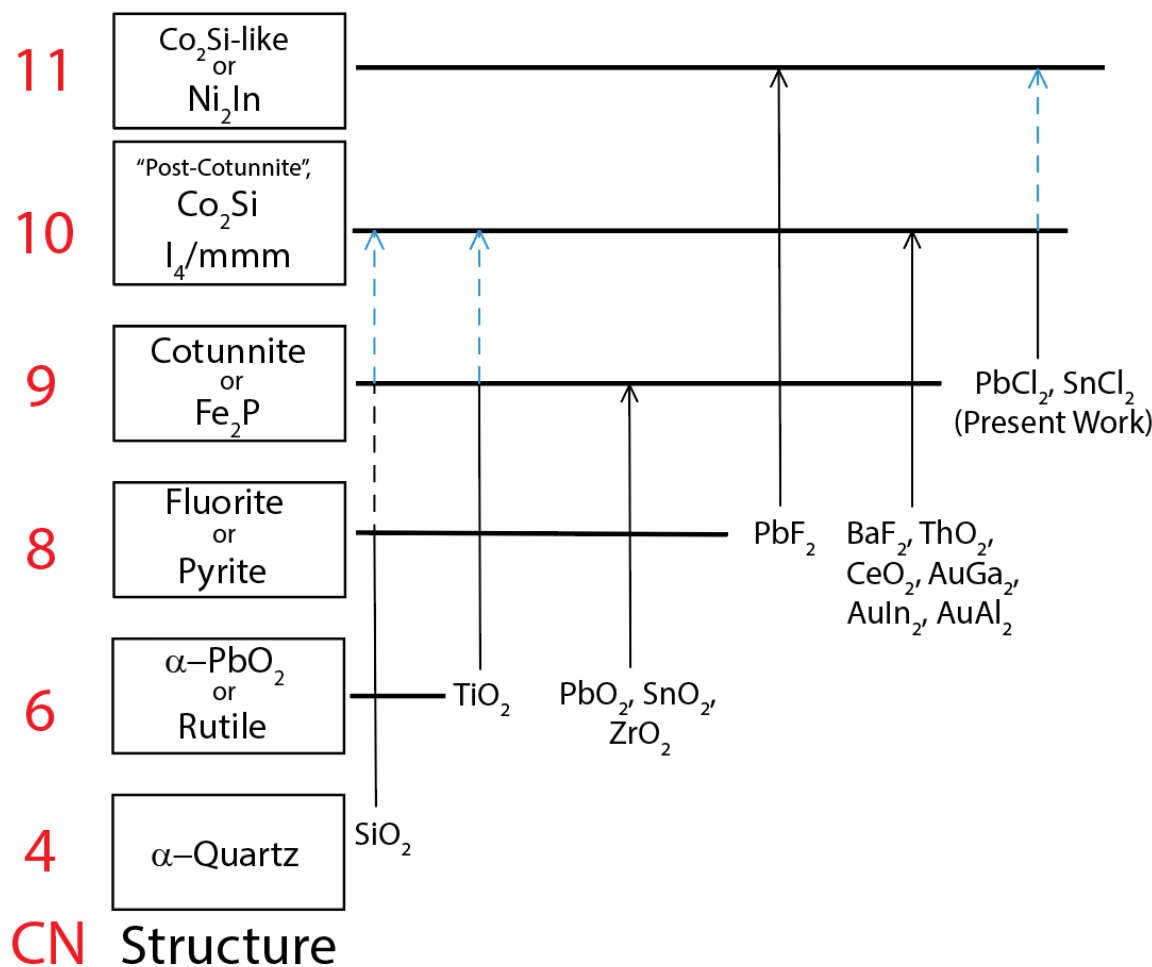 11
Co₂Si-like
or
Ni₂In
10
“Post-Cotunnite”,
Co₂Si
I₄/mmm
9
Cotunnite
or
Fe₂P
PbCl₂, SnCl₂
(Present Work)
8
Fluorite
or
Pyrite
PbF₂
BaF₂, ThO₂,
CeO₂, AuGa₂,
AuIn₂, AuAl₂
6
α–PbO₂
or
Rutile
TiO₂
PbO₂, SnO₂,
ZrO₂
4
α–Quartz
SiO₂
CN Structure